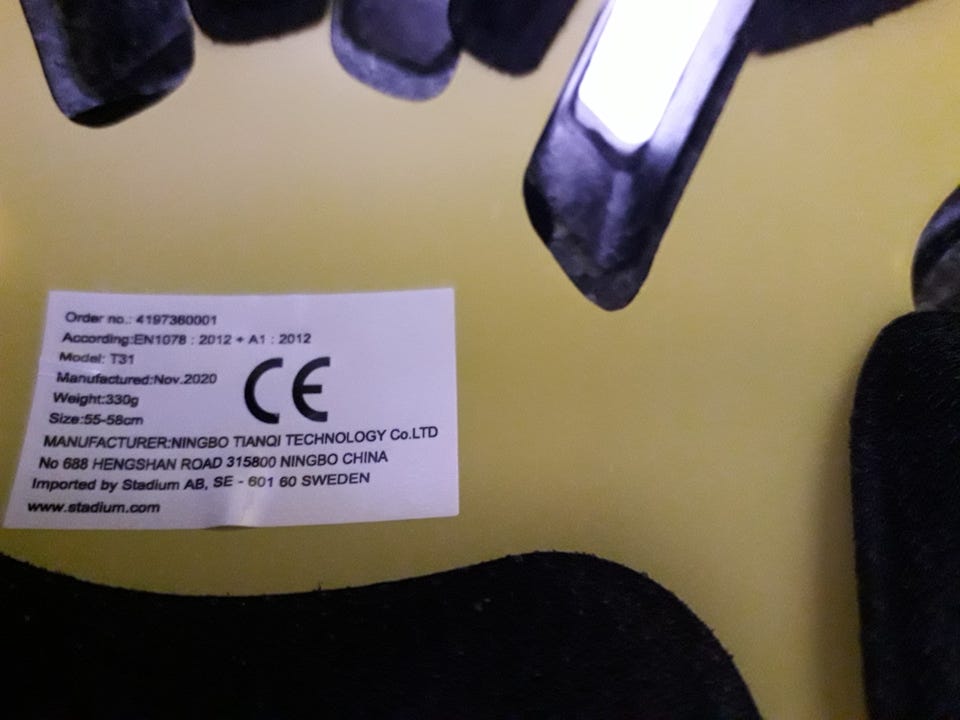 Order no.: 4197360001
According:EN1078 : 2012 + A1 : 2012
Model: T31
Manufactured:Nov.2020
Weight:330g
Size:55-58cm
CE
MANUFACTURER:NINGBO TIANQI TECHNOLOGY Co.LTD
No 688 HENGSHAN ROAD 315800 NINGBO CHINA
Imported by Stadium AB, SE - 601 60 SWEDEN
www.stadium.com